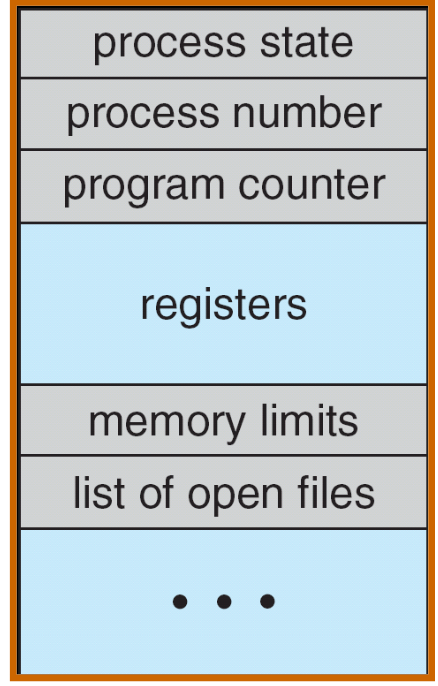 process state
process number
program counter
registers
memory limits
list of open files
• • •